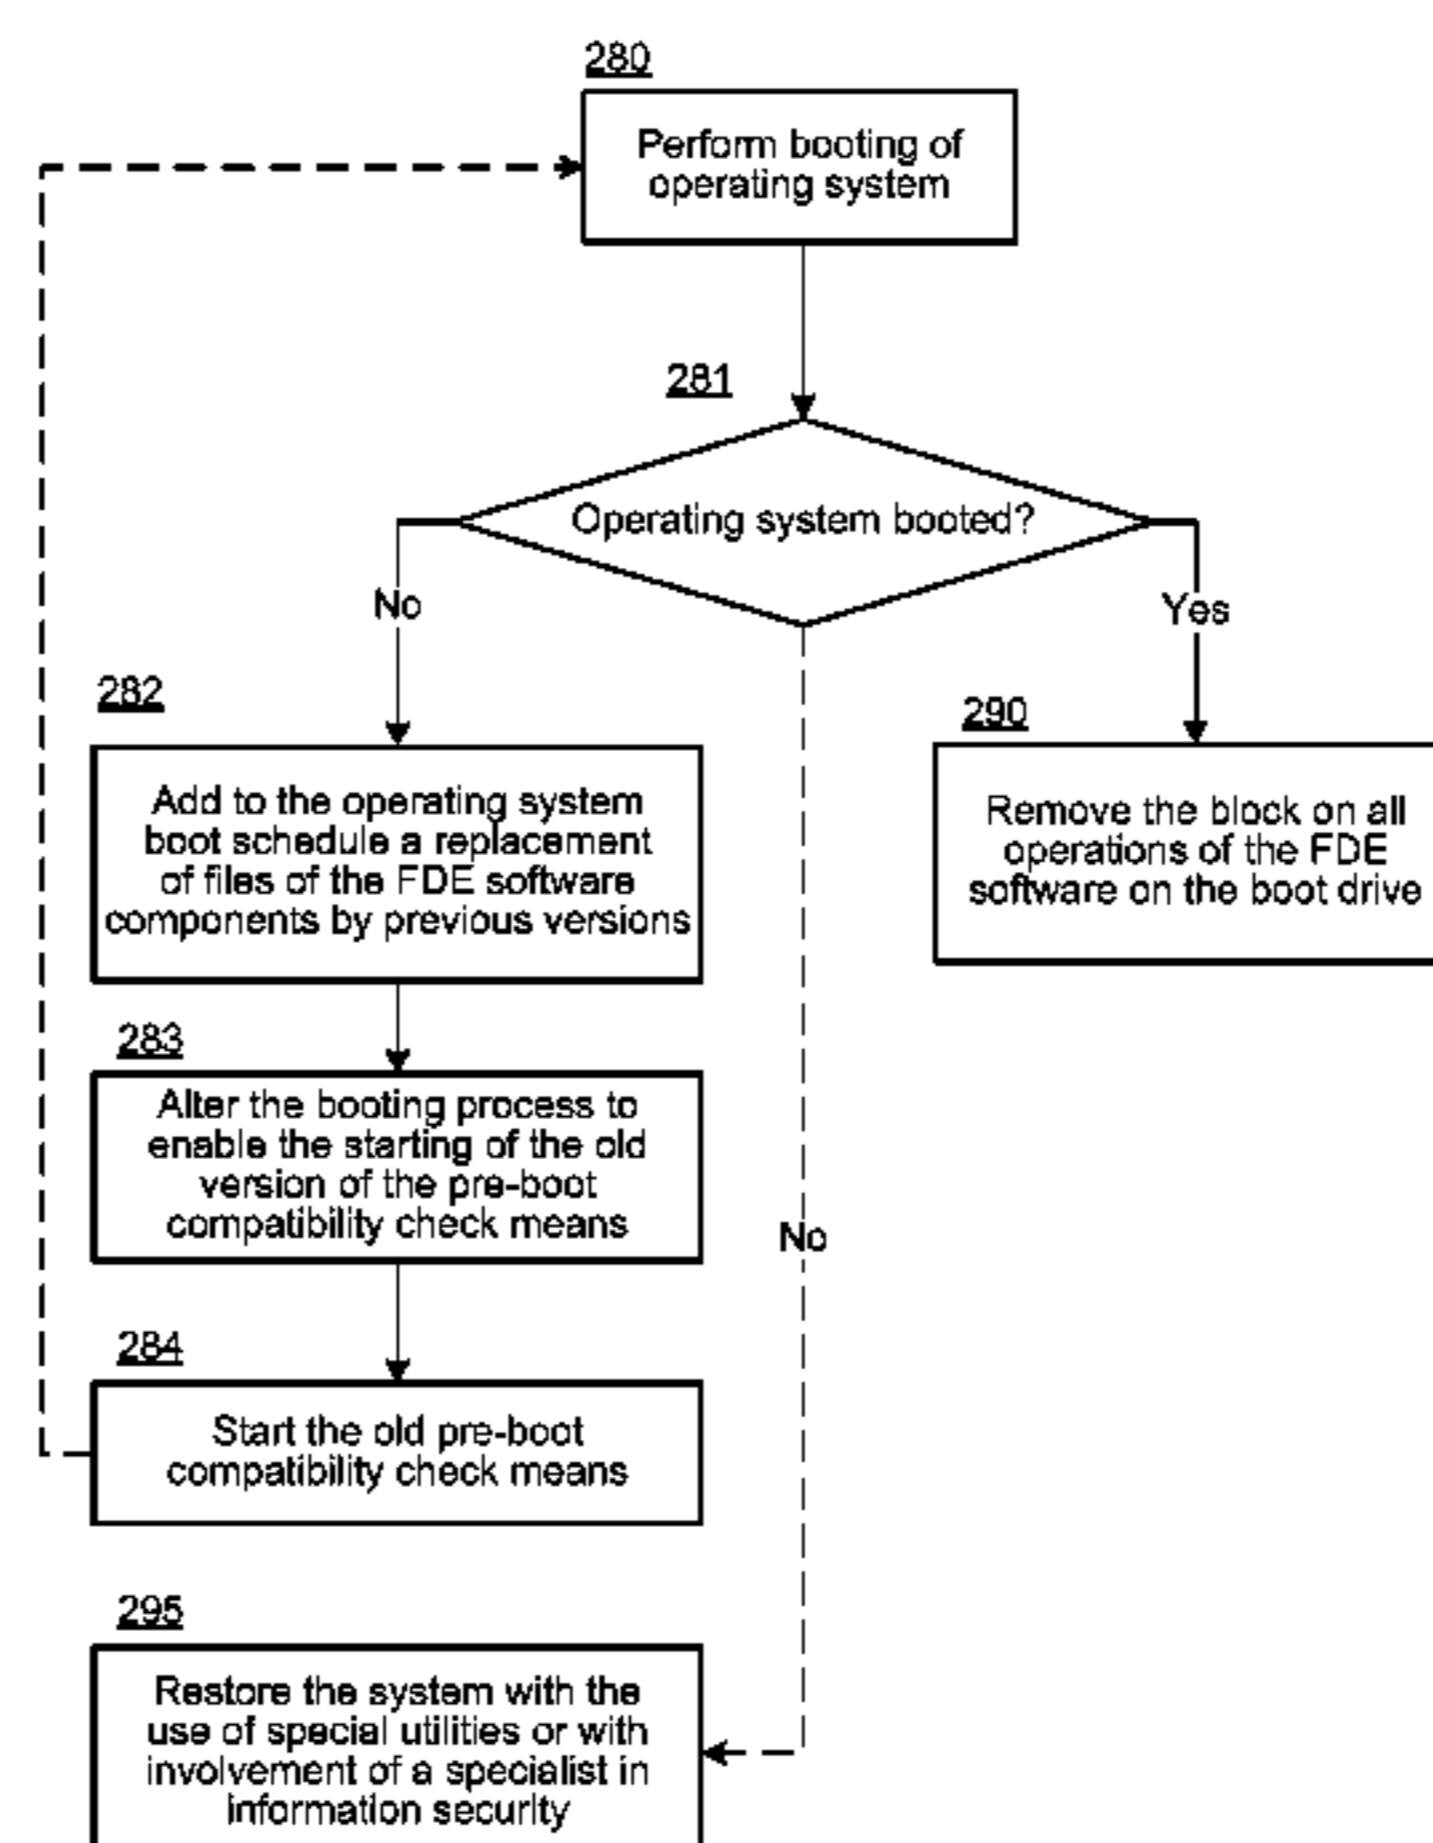 280
Perform booting of
operating system
281
Operating system booted?
No
Yes
282
Add to the operating system
boot schedule a replacement
of files of the FDE software
components by previous versions
290
Remove the block on all
operations of the FDE
software on the boot drive
283
Alter the booting process to
enable the starting of the old
version of the pre-boot
compatibility check means
No
284
Start the old pre-boot
compatibility check means
295
Restore the system with the
use of special utilities or with
involvement of a specialist in
information security